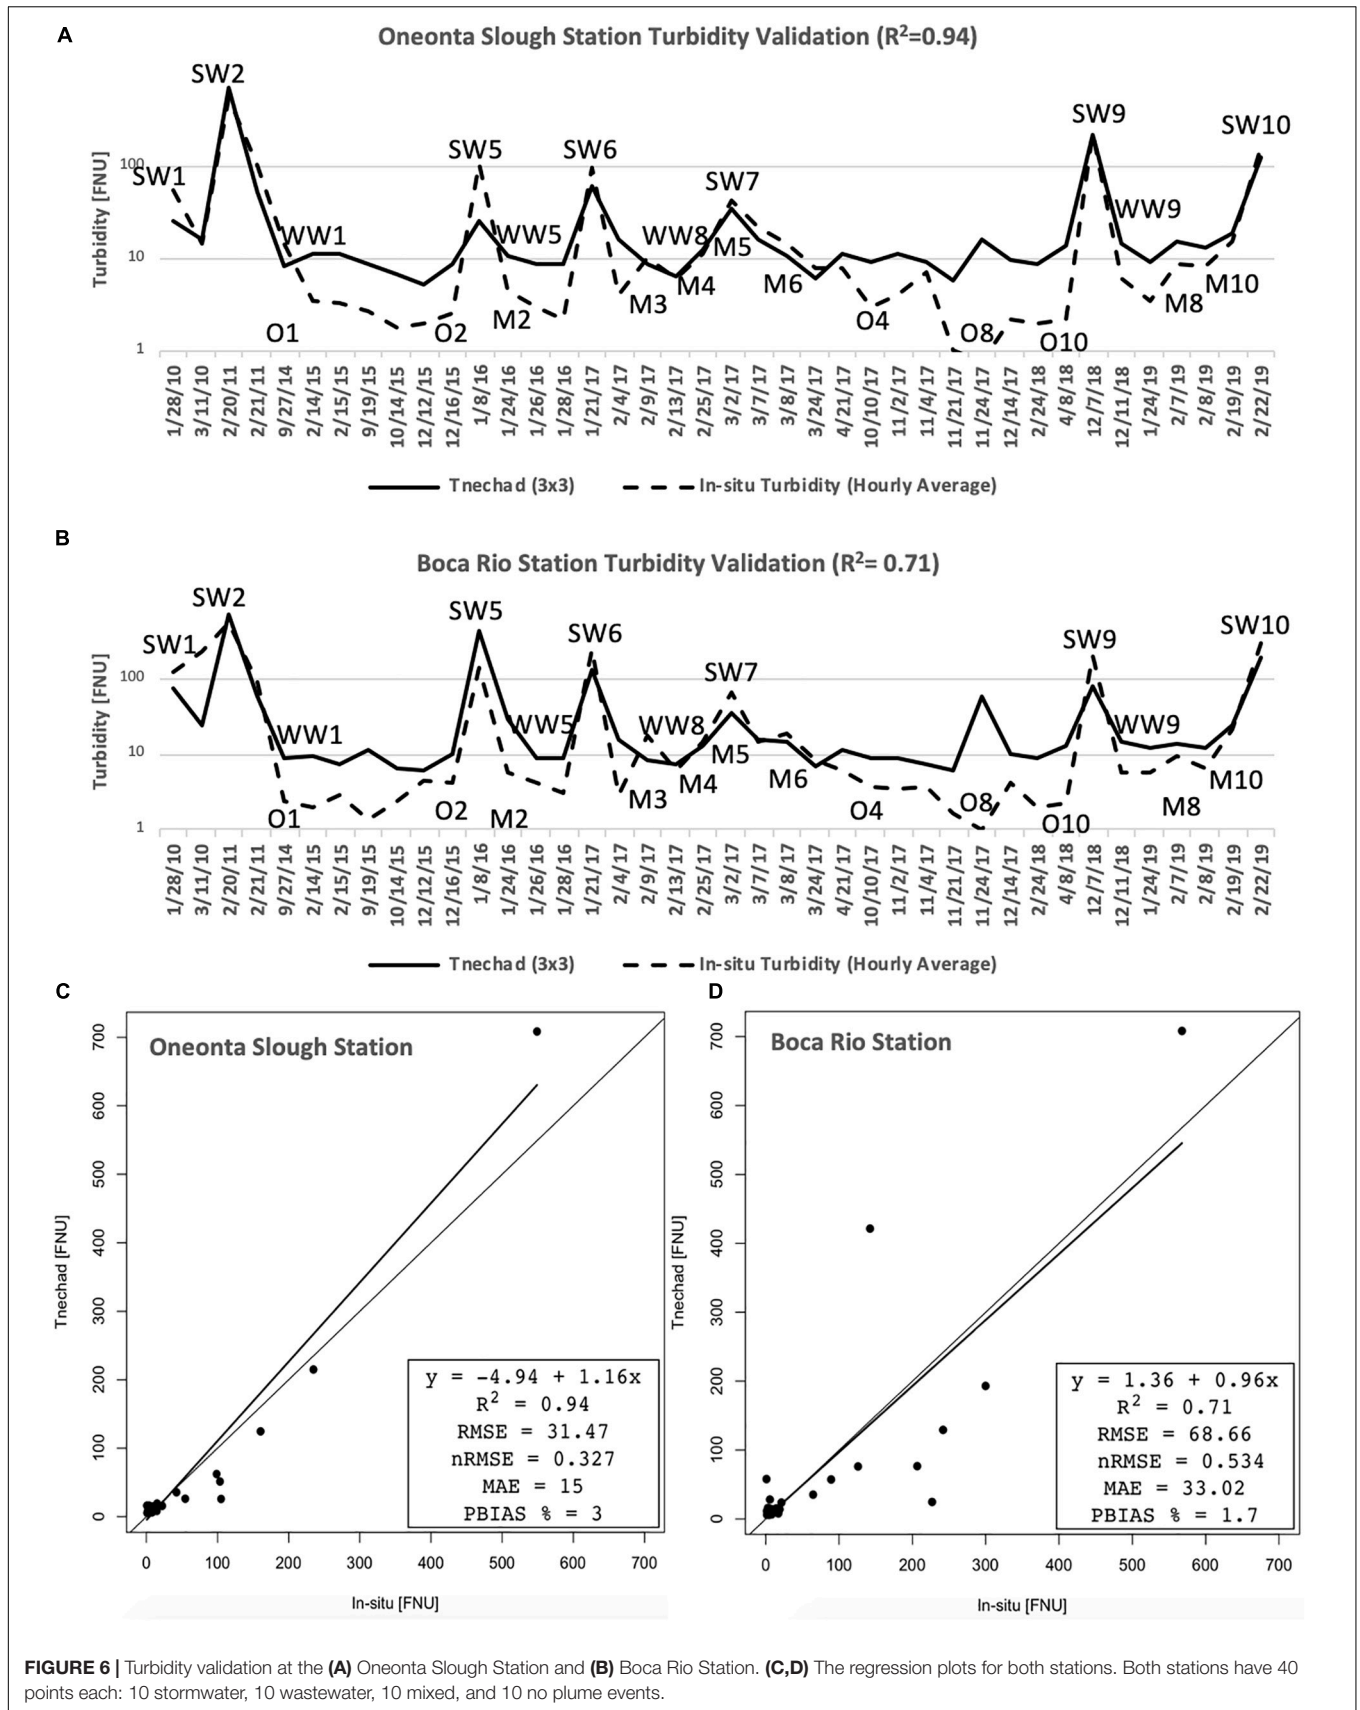 A
Oneonta Slough Station Turbidity Validation (R²=0.94)
Turbidity [FNU]
100
10
1
SW1
SW2
WW1
O1
O2
SW5
WW5
M2
SW6
M3
WW8
M4
SW7
M5
M6
O4
O8
O10
SW9
WW9
M8
M10
SW10
1/28/10
3/11/10
2/20/11
2/21/11
9/27/14
2/14/15
2/15/15
9/19/15
10/14/15
12/12/15
12/16/15
1/8/16
1/24/16
1/26/16
1/28/16
1/21/17
2/4/17
2/9/17
2/13/17
2/25/17
3/2/17
3/7/17
3/8/17
3/24/17
4/21/17
10/10/17
11/2/17
11/4/17
11/21/17
11/24/17
12/14/17
2/24/18
4/8/18
12/7/18
12/11/18
1/24/19
2/7/19
2/8/19
2/19/19
2/22/19
Tnechad (3x3)
In-situ Turbidity (Hourly Average)
B
Boca Rio Station Turbidity Validation (R²= 0.71)
Turbidity [FNU]
100
10
1
SW1
SW2
WW1
O1
O2
SW5
WW5
M2
SW6
M3
WW8
M4
SW7
M5
M6
O4
O8
O10
SW9
WW9
M8
M10
SW10
1/28/10
3/11/10
2/20/11
2/21/11
9/27/14
2/14/15
2/15/15
9/19/15
10/14/15
12/12/15
12/16/15
1/8/16
1/24/16
1/26/16
1/28/16
1/21/17
2/4/17
2/9/17
2/13/17
2/25/17
3/2/17
3/7/17
3/8/17
3/24/17
4/21/17
10/10/17
11/2/17
11/4/17
11/21/17
11/24/17
12/14/17
2/24/18
4/8/18
12/7/18
12/11/18
1/24/19
2/7/19
2/8/19
2/19/19
2/22/19
Tnechad (3x3)
In-situ Turbidity (Hourly Average)
C
Oneonta Slough Station
Tnechad [FNU]
700
600
500
400
300
200
100
0
y = -4.94 + 1.16x
R² = 0.94
RMSE = 31.47
nRMSE = 0.327
MAE = 15
PBIAS % = 3
0 100 200 300 400 500 600 700
In-situ [FNU]
D
Boca Rio Station
Tnechad [FNU]
700
600
500
400
300
200
100
0
y = 1.36 + 0.96x
R² = 0.71
RMSE = 68.66
nRMSE = 0.534
MAE = 33.02
PBIAS % = 1.7
0 100 200 300 400 500 600 700
In-situ [FNU]
FIGURE 6 | Turbidity validation at the (A) Oneonta Slough Station and (B) Boca Rio Station. (C,D) The regression plots for both stations. Both stations have 40
points each: 10 stormwater, 10 wastewater, 10 mixed, and 10 no plume events.